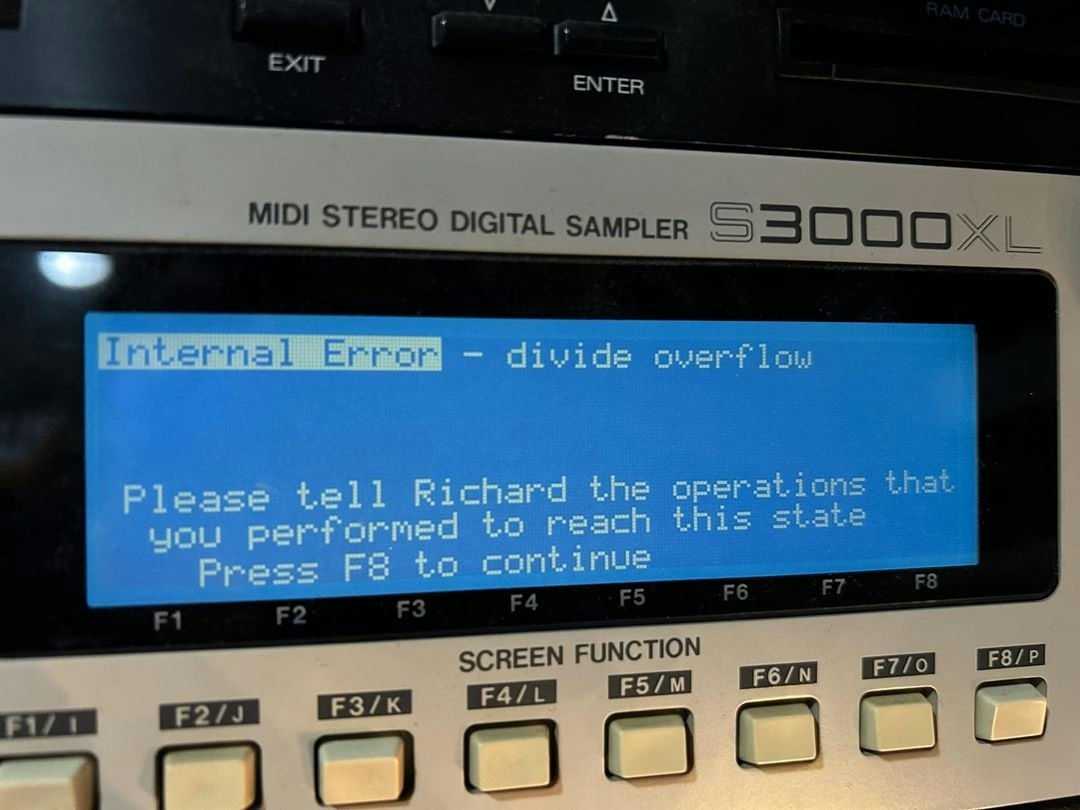 RAM CARD
EXIT
ENTER
MIDI STEREO DIGITAL SAMPLER S3000XL
Internal Error - divide overflow
Please tell Richard the operations that
you performed to reach this state
Press F8 to continue
F1 F2 F3 F4 F5 F6 F7 F8
SCREEN FUNCTION
F1/I F2/J F3/K F4/L F5/M F6/N F7/O F8/P